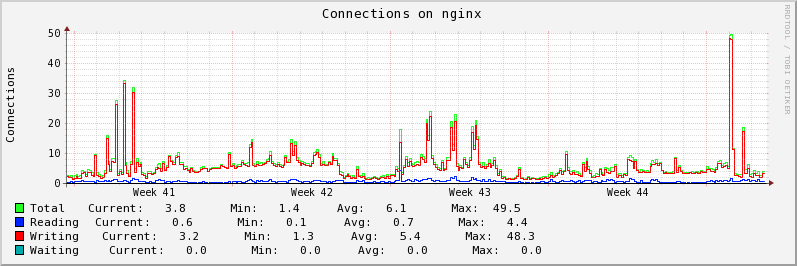 Connections on nginx
RRDTOOL / TOBI OETIKER
Connections
50
40
30
20
10
0
Week 41 Week 42 Week 43 Week 44
Total Current: 3.8 Min: 1.4 Avg: 6.1 Max: 49.5
Reading Current: 0.6 Min: 0.1 Avg: 0.7 Max: 4.4
Writing Current: 3.2 Min: 1.3 Avg: 5.4 Max: 48.3
Waiting Current: 0.0 Min: 0.0 Avg: 0.0 Max: 0.0